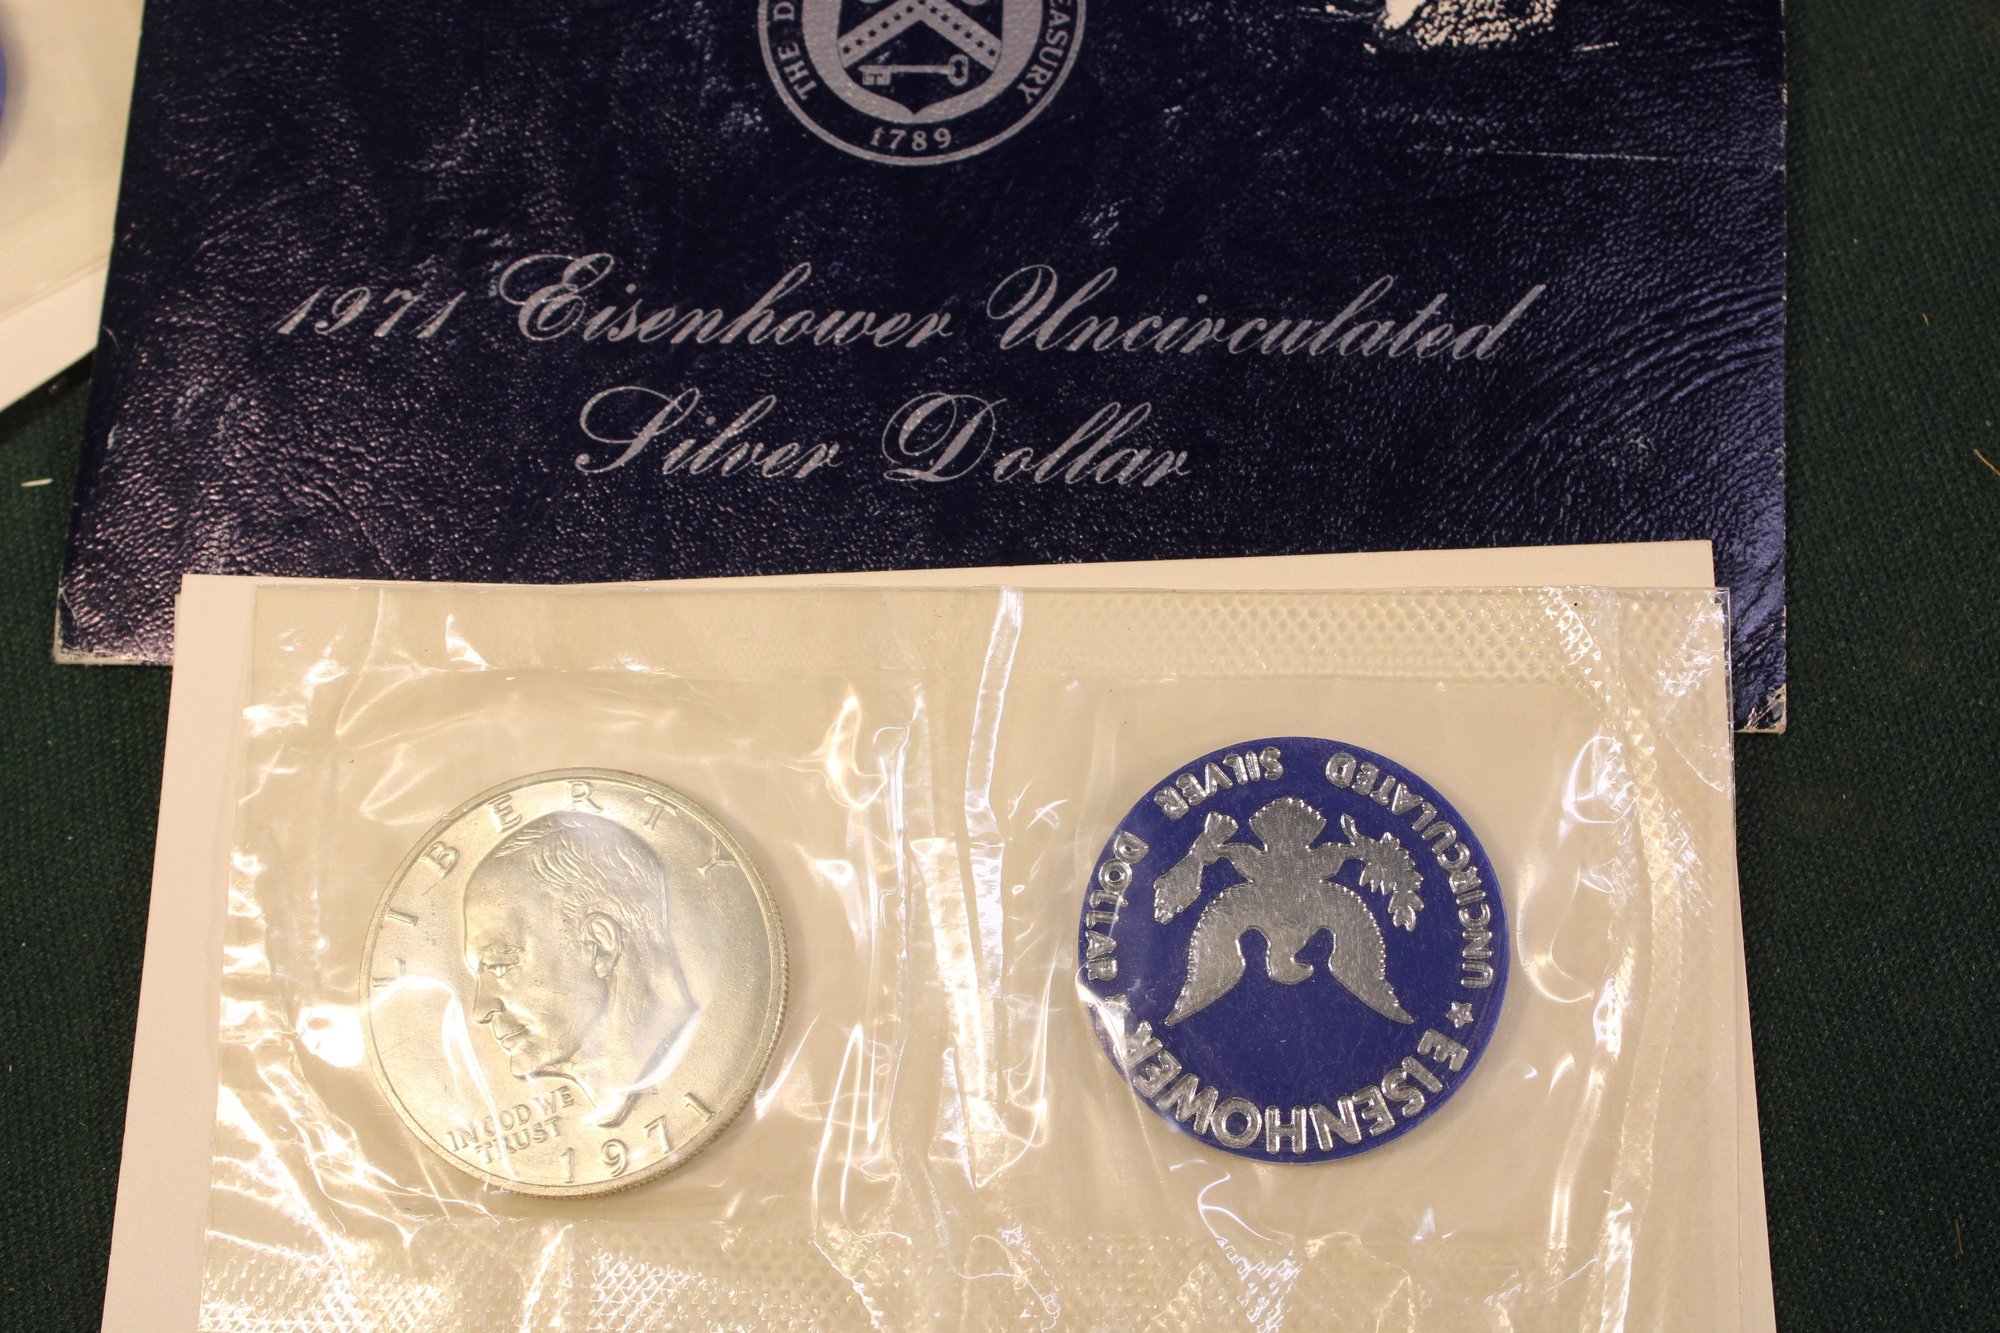 THE D EASURY
1789
1971 Eisenhower Uncirculated
Silver Dollar
LIBERTY
IN GOD WE
TRUST
1971
EISENHOWER
★ UNCIRCULATED SILVER DOLLAR ★